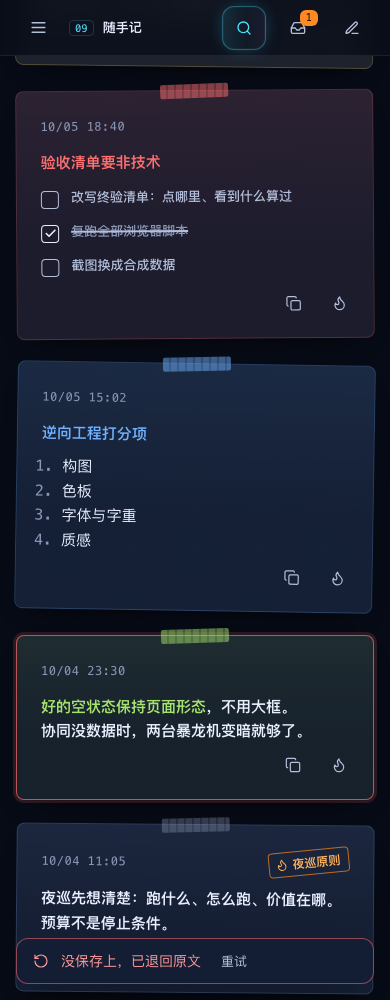 09 随手记
1
10/05 18:40
验收清单要非技术
改写终验清单：点哪里、看到什么算过
复跑全部浏览器脚本
截图换成合成数据
10/05 15:02
逆向工程打分项
1. 构图
2. 色板
3. 字体与字重
4. 质感
10/04 23:30
好的空状态保持页面形态，不用大框。
协同没数据时，两台暴龙机变暗就够了。
10/04 11:05
夜巡原则
夜巡先想清楚：跑什么、怎么跑、价值在哪。
预算不是停止条件。
没保存上，已退回原文 重试